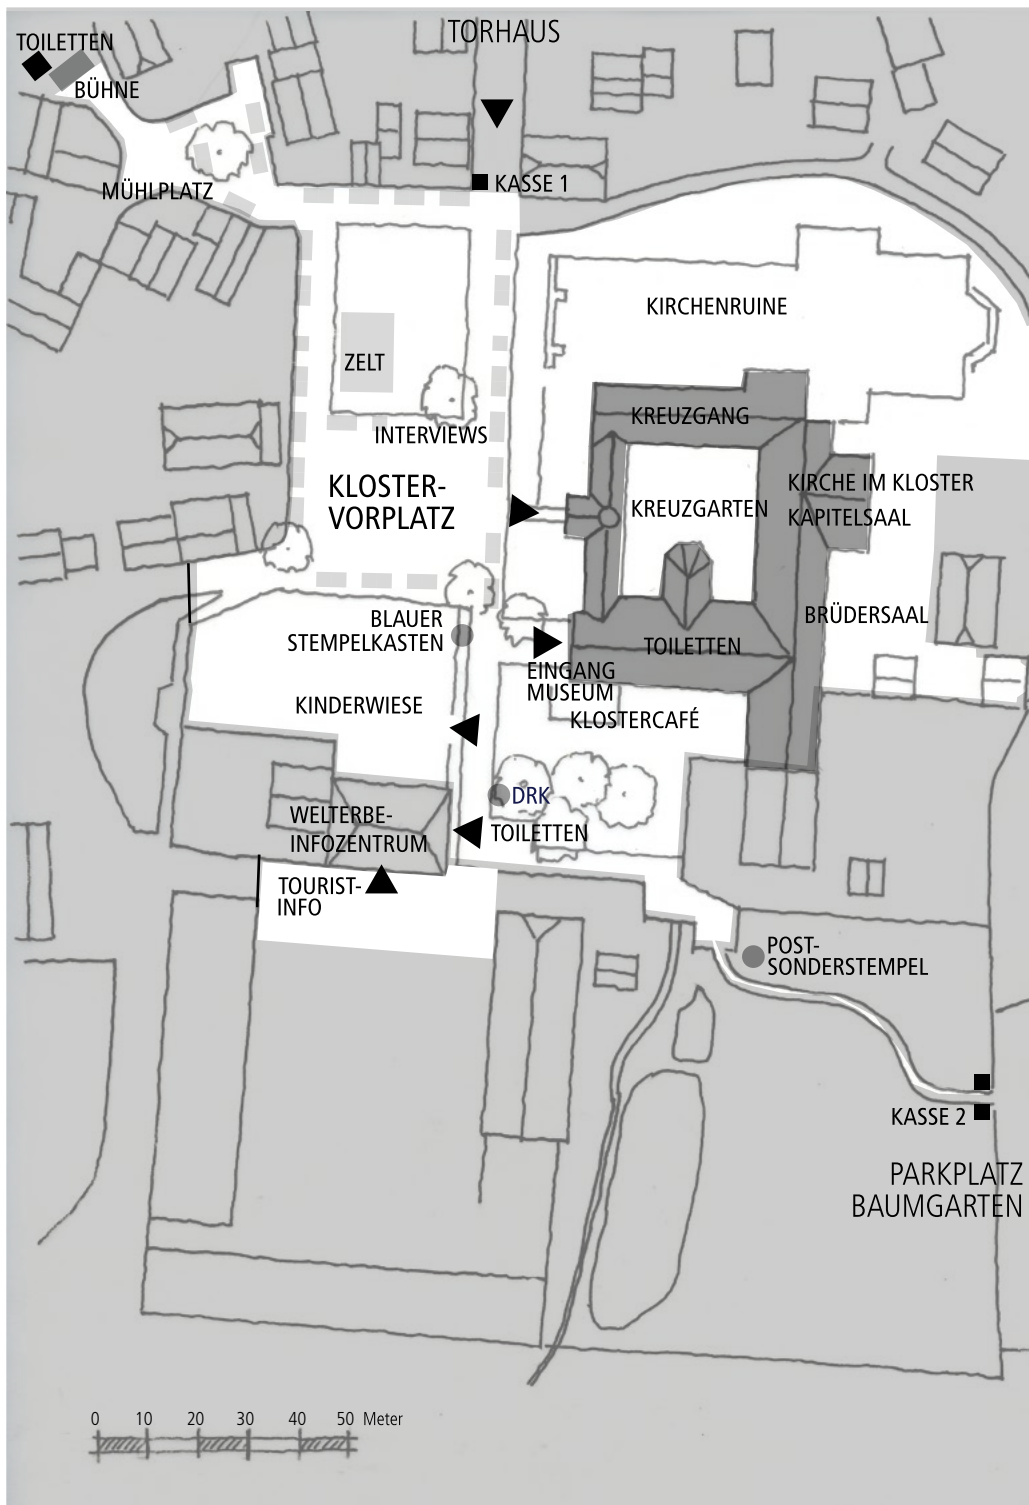 TORHAUS
TOILETTEN
BÜHNE
KASSE 1
MÜHLPLATZ
KIRCHENRUINE
ZELT
KREUZGANG
INTERVIEWS
KLOSTER-
VORPLATZ
KREUZGARTEN
KIRCHE IM KLOSTER
KAPITELSAAL
BLAUER
STEMPELKASTEN
BRÜDERSAAL
TOILETTEN
EINGANG
MUSEUM
KINDERWIESE
KLOSTERCAFÉ
DRK
WELTERBE-
INFOZENTRUM
TOILETTEN
TOURIST-
INFO
POST-
SONDERSTEMPEL
KASSE 2
PARKPLATZ
BAUMGARTEN
0 10 20 30 40 50 Meter